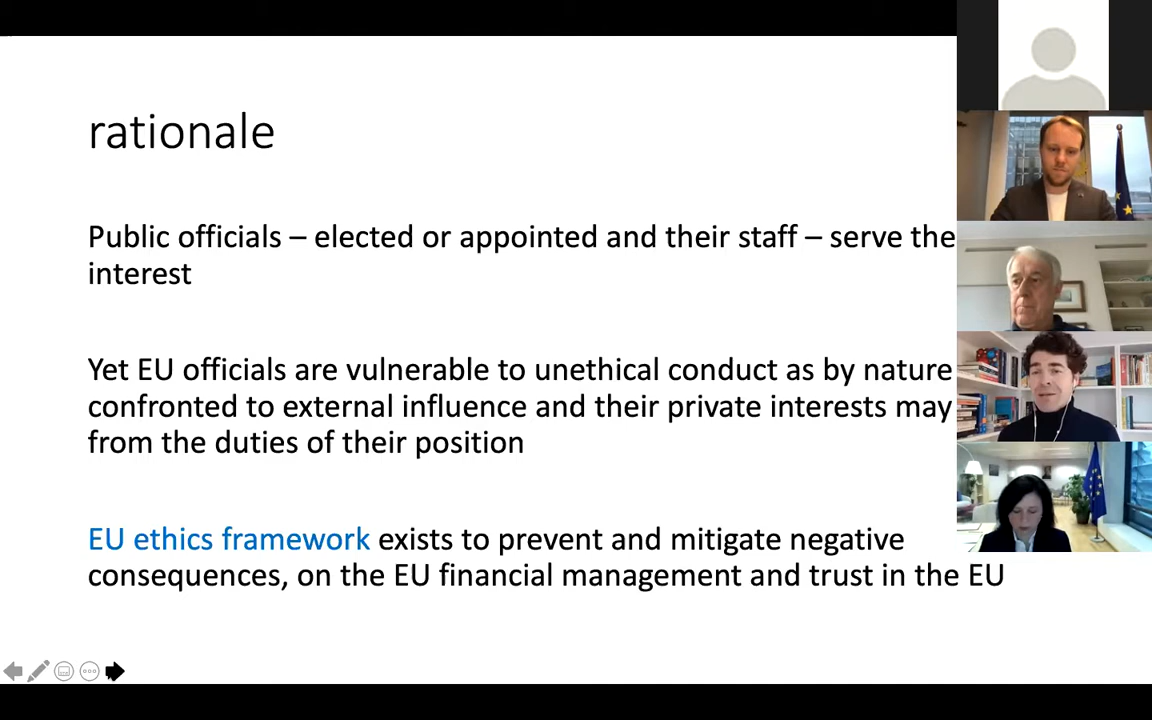 rationale
Public officials – elected or appointed and their staff – serve the
interest
Yet EU officials are vulnerable to unethical conduct as by nature
confronted to external influence and their private interests may
from the duties of their position
EU ethics framework exists to prevent and mitigate negative
consequences, on the EU financial management and trust in the EU